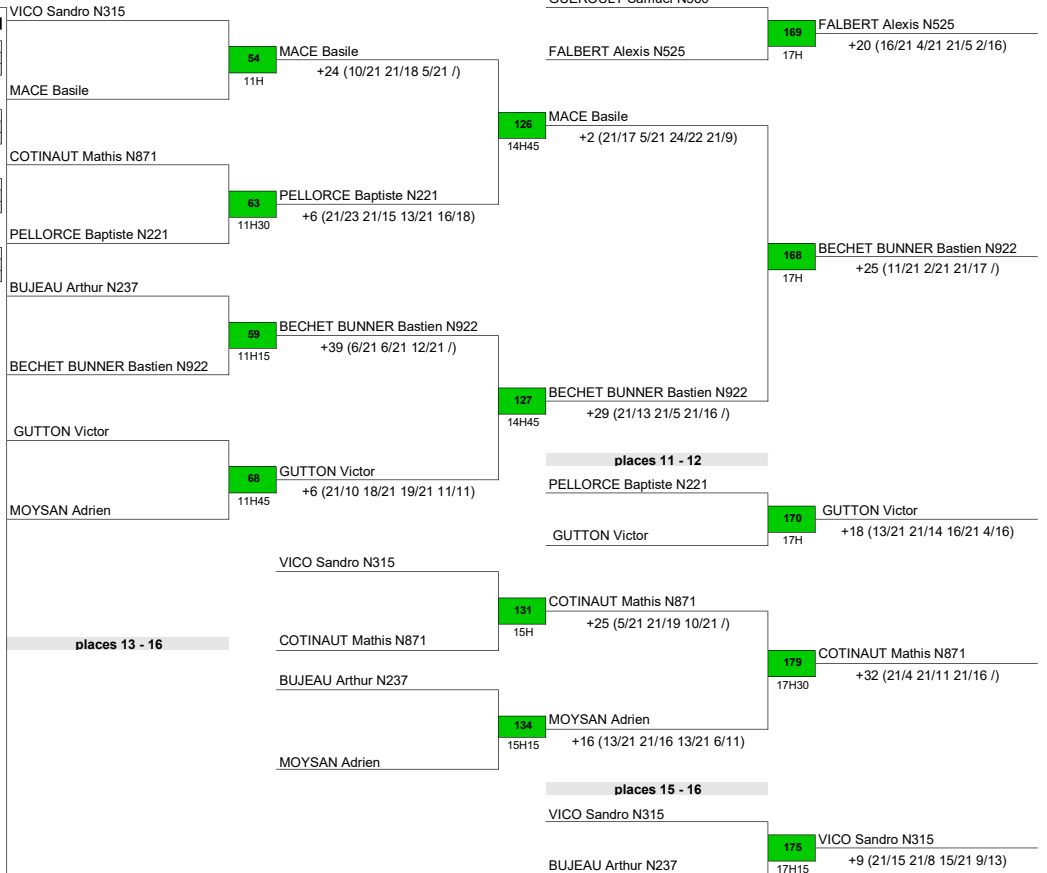 VICO Sandro N315
54
11H
MACE Basile
+24 (10/21 21/18 5/21 /)
MACE Basile
COTINAUT Mathis N871
63
11H30
PELLORCE Baptiste N221
+6 (21/23 21/15 13/21 16/18)
PELLORCE Baptiste N221
126
14H45
MACE Basile
+2 (21/17 5/21 24/22 21/9)
BUJEAU Arthur N237
59
11H15
BECHET BUNNER Bastien N922
+39 (6/21 6/21 12/21 /)
BECHET BUNNER Bastien N922
GUTTON Victor
68
11H45
GUTTON Victor
+6 (21/10 18/21 19/21 11/11)
MOYSAN Adrien
127
14H45
BECHET BUNNER Bastien N922
+29 (21/13 21/5 21/16 /)
168
17H
BECHET BUNNER Bastien N922
+25 (11/21 2/21 21/17 /)
FALBERT Alexis N525
169
17H
FALBERT Alexis N525
+20 (16/21 4/21 21/5 2/16)
places 11 - 12
PELLORCE Baptiste N221
170
17H
GUTTON Victor
+18 (13/21 21/14 16/21 4/16)
GUTTON Victor
places 13 - 16
VICO Sandro N315
131
15H
COTINAUT Mathis N871
+25 (5/21 21/19 10/21 /)
COTINAUT Mathis N871
BUJEAU Arthur N237
134
15H15
MOYSAN Adrien
+16 (13/21 21/16 13/21 6/11)
MOYSAN Adrien
179
17H30
COTINAUT Mathis N871
+32 (21/4 21/11 21/16 /)
places 15 - 16
VICO Sandro N315
175
17H15
VICO Sandro N315
+9 (21/15 21/8 15/21 9/13)
BUJEAU Arthur N237